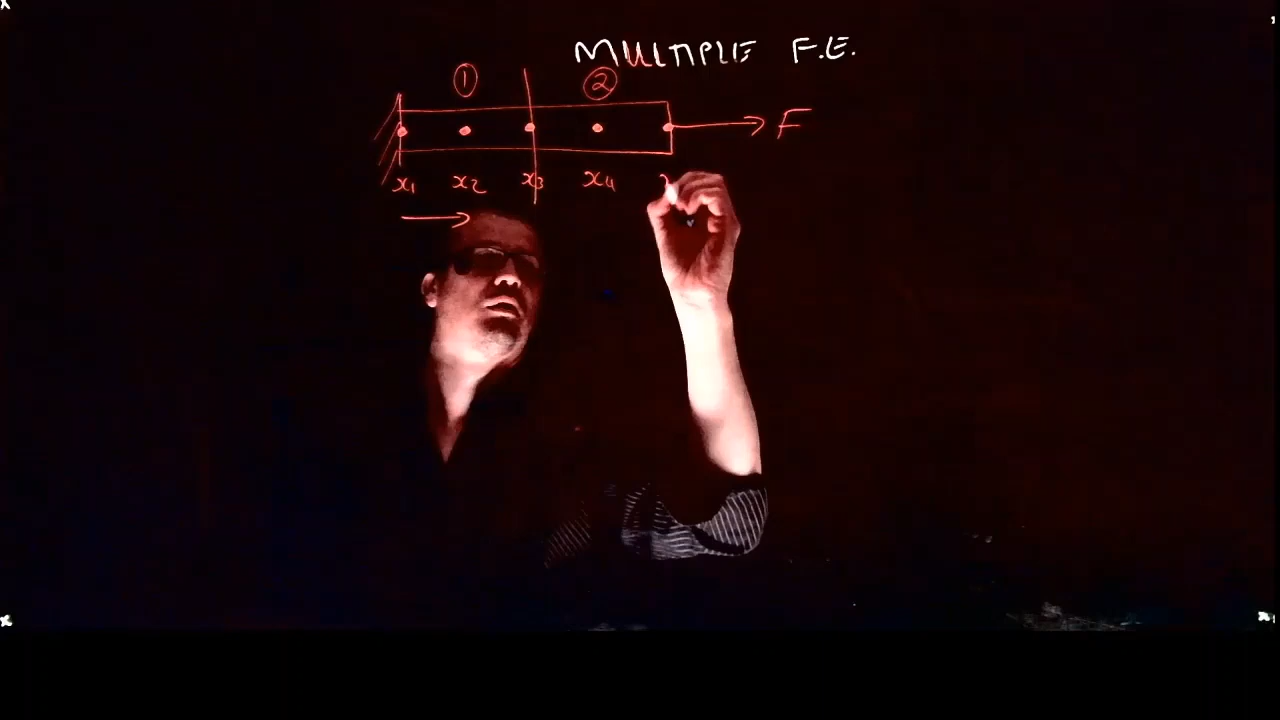 MULTIPLE F.E.
① ②
F
x₁ x₂ x₃ x₄